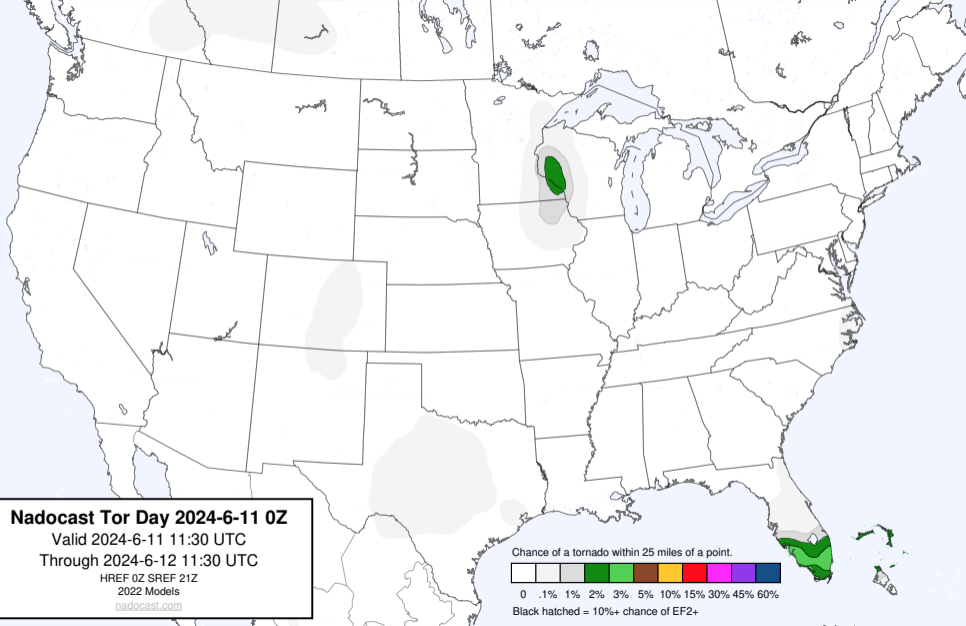 Nadocast Tor Day 2024-6-11 0Z
Valid 2024-6-11 11:30 UTC
Through 2024-6-12 11:30 UTC
HREF 0Z SREF 21Z
2022 Models
nadocast.com
Chance of a tornado within 25 miles of a point.
0 .1% 1% 2% 3% 5% 10% 15% 30% 45% 60%
Black hatched = 10%+ chance of EF2+